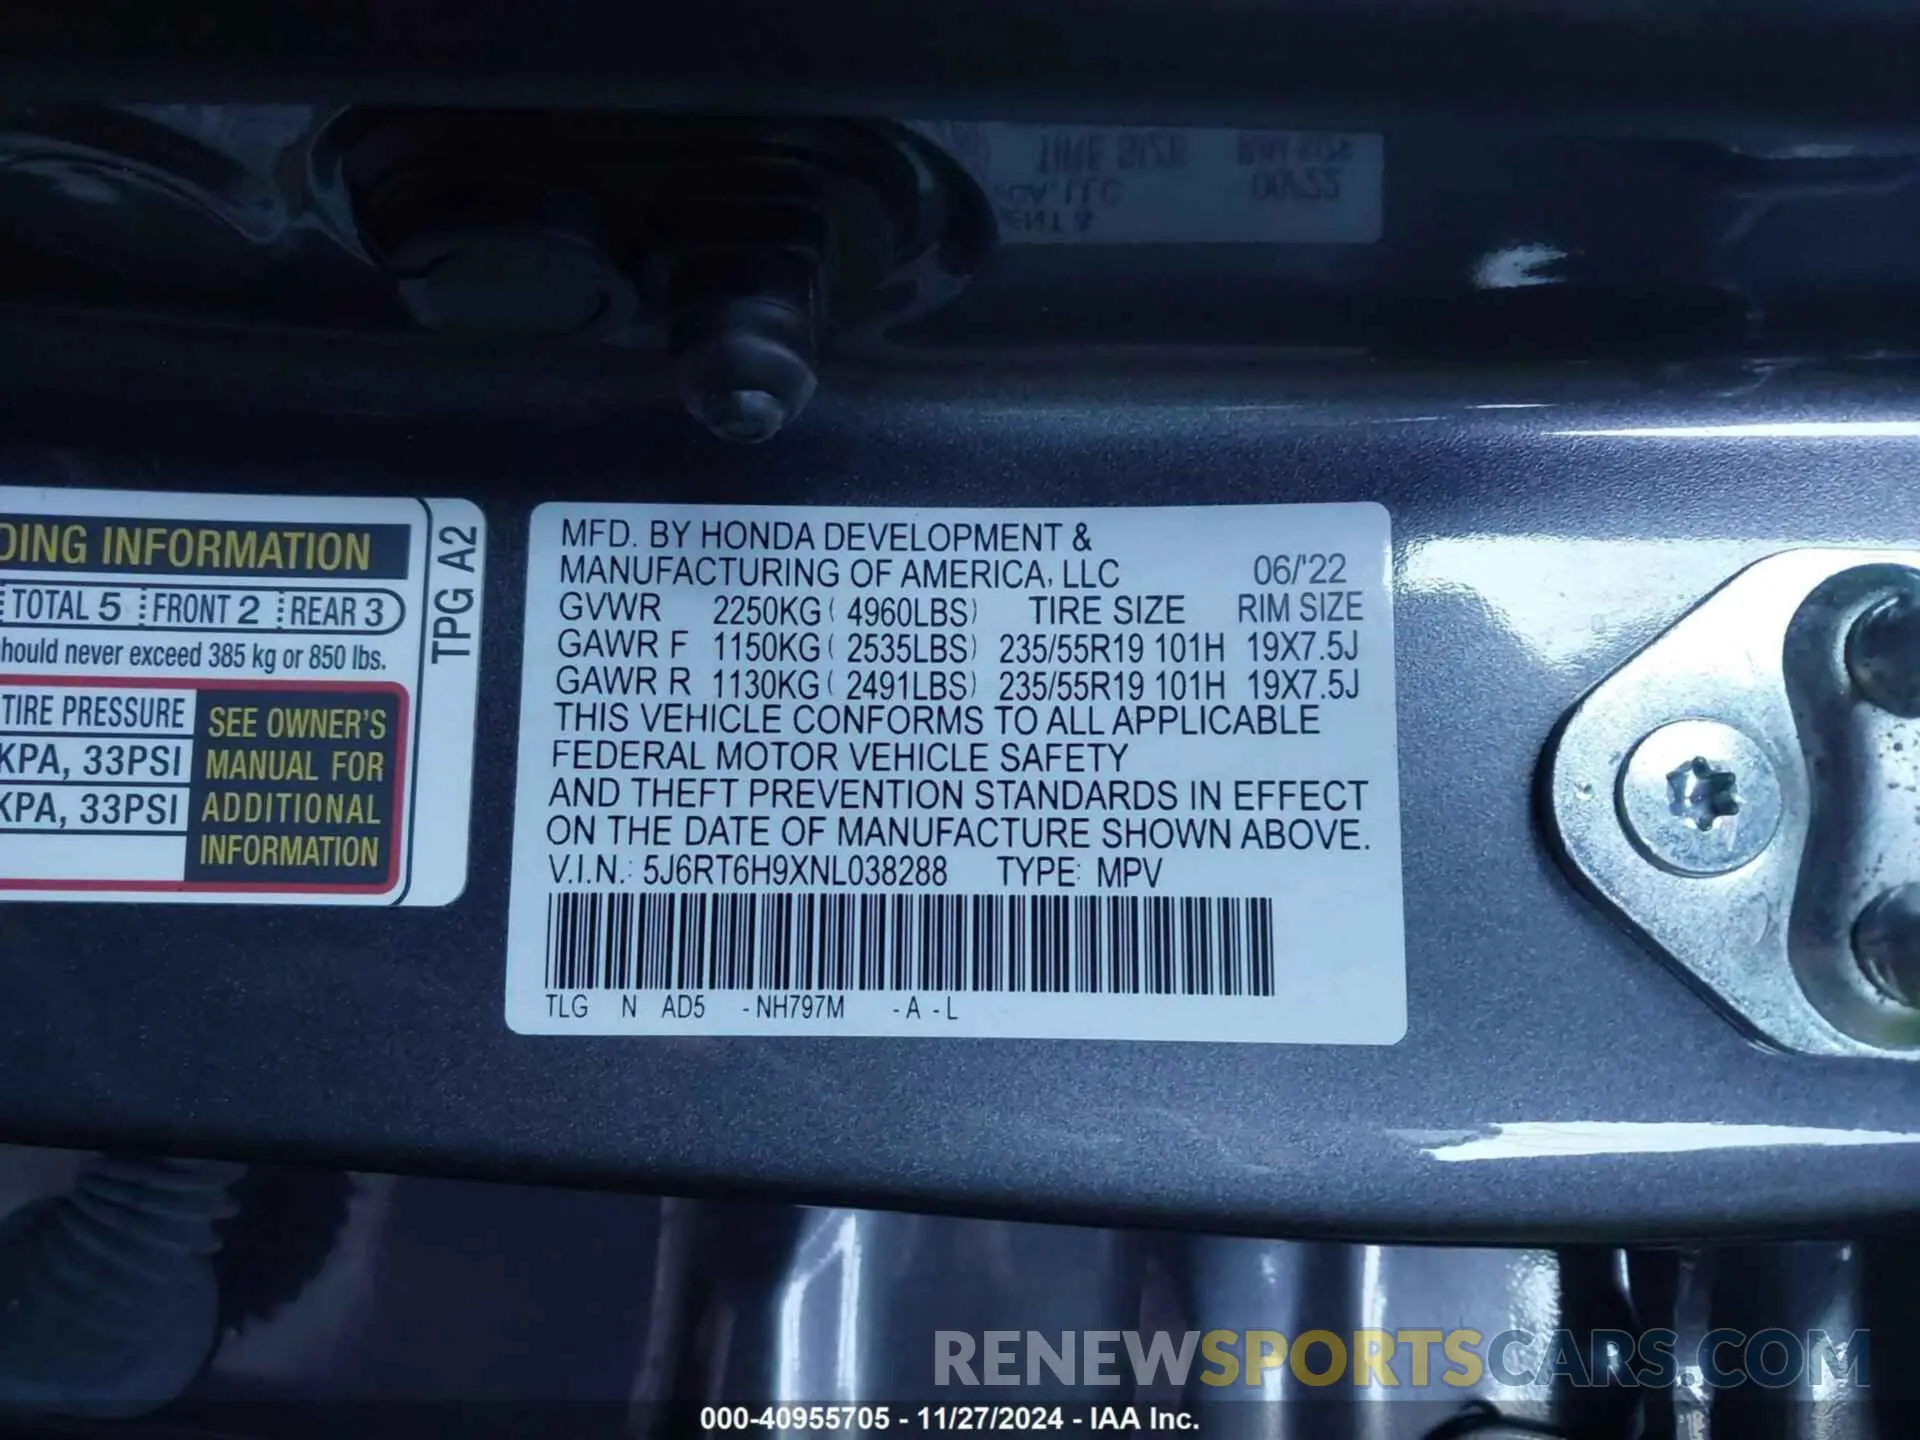 DING INFORMATION
TOTAL 5 FRONT 2 REAR 3
hould never exceed 385 kg or 850 lbs.
TIRE PRESSURE
KPA, 33PSI
KPA, 33PSI
SEE OWNER'S
MANUAL FOR
ADDITIONAL
INFORMATION
TPG A2
MFD. BY HONDA DEVELOPMENT &
MANUFACTURING OF AMERICA, LLC 06/'22
GVWR 2250KG ( 4960LBS) TIRE SIZE RIM SIZE
GAWR F 1150KG ( 2535LBS) 235/55R19 101H 19X7.5J
GAWR R 1130KG ( 2491LBS) 235/55R19 101H 19X7.5J
THIS VEHICLE CONFORMS TO ALL APPLICABLE
FEDERAL MOTOR VEHICLE SAFETY
AND THEFT PREVENTION STANDARDS IN EFFECT
ON THE DATE OF MANUFACTURE SHOWN ABOVE.
V.I.N.: 5J6RT6H9XNL038288 TYPE: MPV
TLG N AD5 -NH797M -A -L
RENEWSPORTSCARS.COM
000-40955705 - 11/27/2024 - IAA Inc.